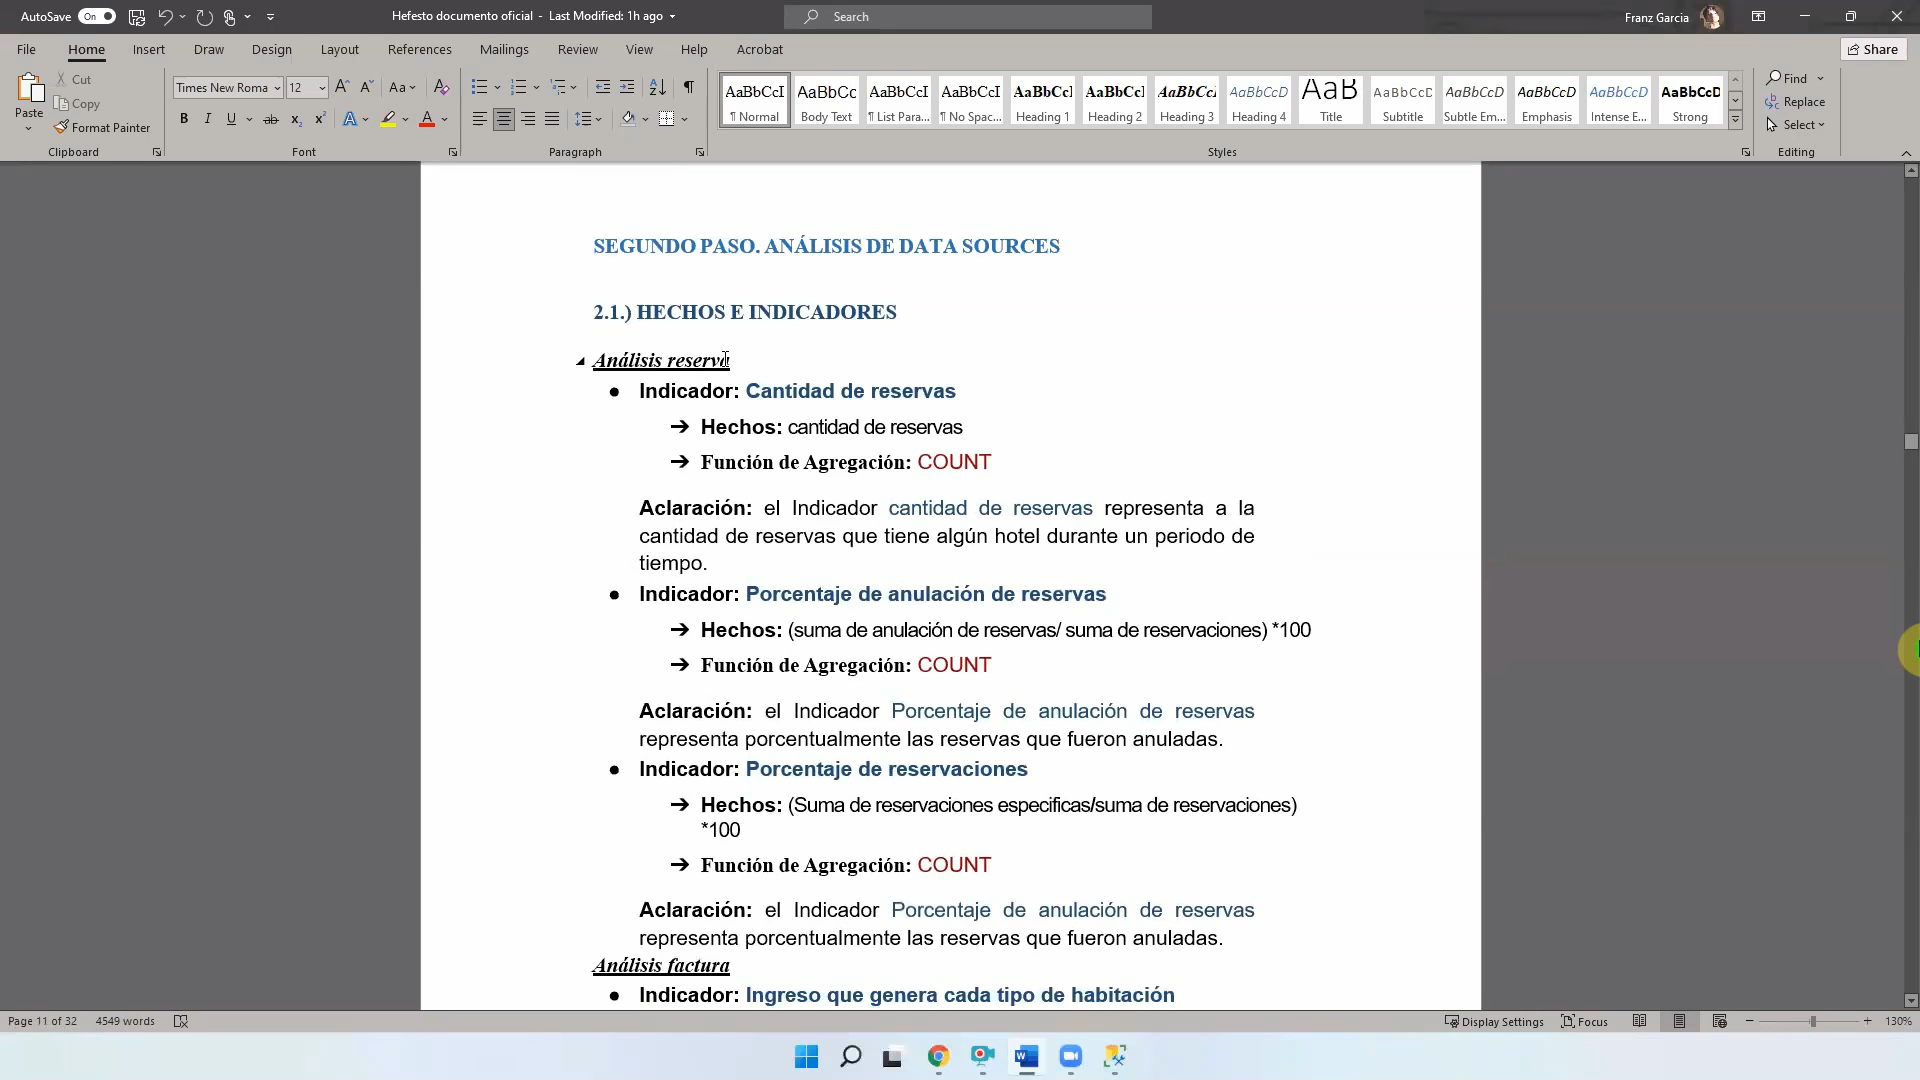 AutoSave On Hefesto documento oficial - Last Modified: 1h ago Search Franz Garcia
File Home Insert Draw Design Layout References Mailings Review View Help Acrobat Share
Paste Cut Copy Format Painter
Times New Roma 12 Aa
B I U ab x₂ x² A A
AaBbCcI AaBbCc AaBbCcI AaBbCcI AaBbCcI AaBbCcI AaBbCcI AaBbCcD AaB AaBbCcD AaBbCcD AaBbCcD AaBbCcD AaBbCcD
¶ Normal Body Text ¶ List Para... ¶ No Spac... Heading 1 Heading 2 Heading 3 Heading 4 Title Subtitle Subtle Em... Emphasis Intense E... Strong
Find Replace Select
Clipboard Font Paragraph Styles Editing
SEGUNDO PASO. ANÁLISIS DE DATA SOURCES
2.1.) HECHOS E INDICADORES
Análisis reserva
● Indicador: Cantidad de reservas
➔ Hechos: cantidad de reservas
➔ Función de Agregación: COUNT
Aclaración: el Indicador cantidad de reservas representa a la
cantidad de reservas que tiene algún hotel durante un periodo de
tiempo.
● Indicador: Porcentaje de anulación de reservas
➔ Hechos: (suma de anulación de reservas/ suma de reservaciones) *100
➔ Función de Agregación: COUNT
Aclaración: el Indicador Porcentaje de anulación de reservas
representa porcentualmente las reservas que fueron anuladas.
● Indicador: Porcentaje de reservaciones
➔ Hechos: (Suma de reservaciones especificas/suma de reservaciones)
*100
➔ Función de Agregación: COUNT
Aclaración: el Indicador Porcentaje de anulación de reservas
representa porcentualmente las reservas que fueron anuladas.
Análisis factura
● Indicador: Ingreso que genera cada tipo de habitación
Page 11 of 32 4549 words Display Settings Focus 130%